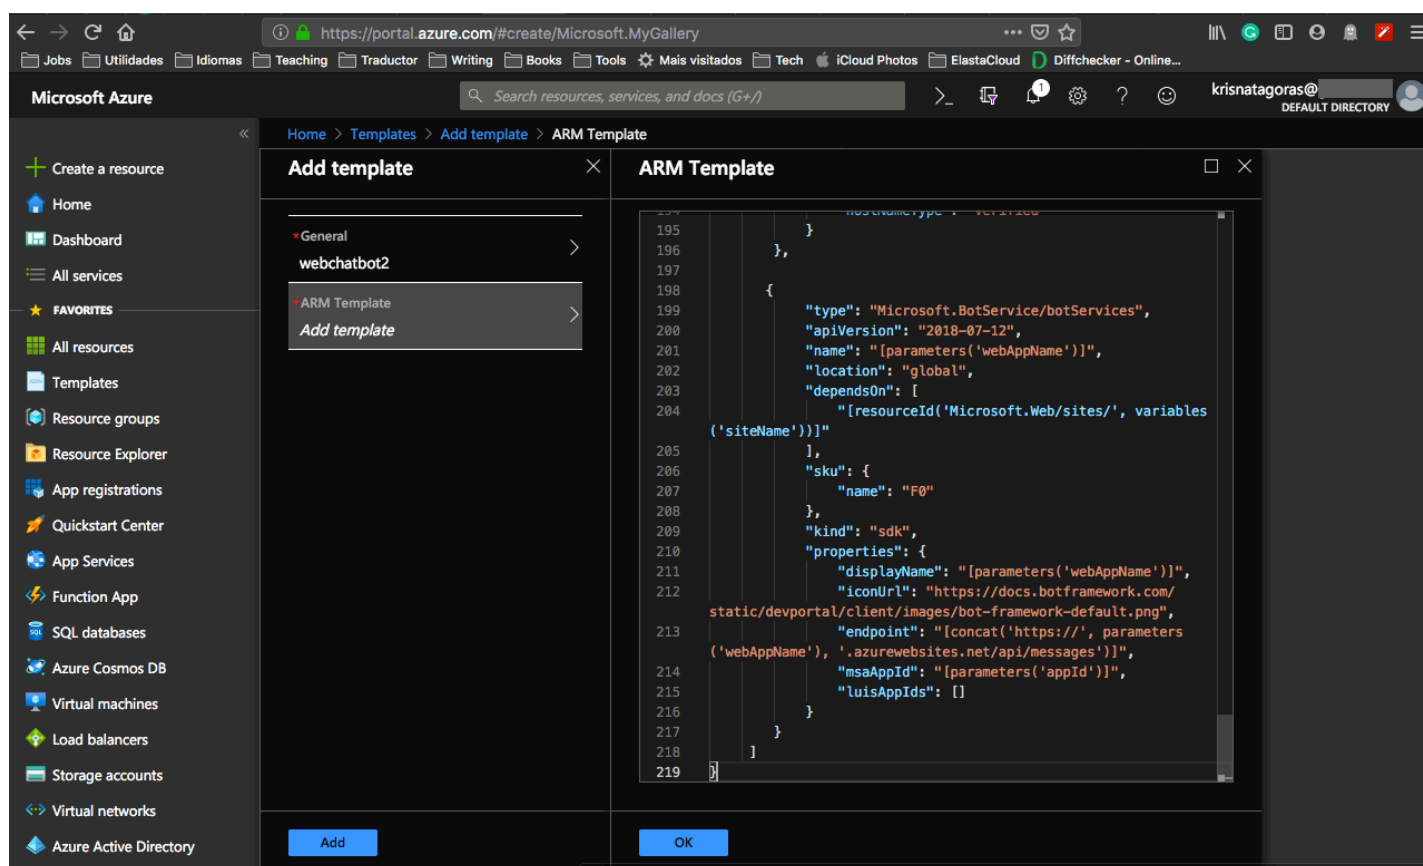 https://portal.azure.com/#create/Microsoft.MyGallery
Jobs Utilidades Idiomas Teaching Traductor Writing Books Tools Mais visitados Tech iCloud Photos ElastaCloud Diffchecker - Online...
Microsoft Azure
Search resources, services, and docs (G+/)
1
krisnatagoras@
DEFAULT DIRECTORY
Home > Templates > Add template > ARM Template
Create a resource
Home
Dashboard
All services
FAVORITES
All resources
Templates
Resource groups
Resource Explorer
App registrations
Quickstart Center
App Services
Function App
SQL databases
Azure Cosmos DB
Virtual machines
Load balancers
Storage accounts
Virtual networks
Azure Active Directory
Add template
*General
webchatbot2
*ARM Template
Add template
Add
ARM Template
195 }
196 },
197
198 {
199 "type": "Microsoft.BotService/botServices",
200 "apiVersion": "2018-07-12",
201 "name": "[parameters('webAppName')]",
202 "location": "global",
203 "dependsOn": [
204 "[resourceId('Microsoft.Web/sites/', variables
('siteName'))]"
205 ],
206 "sku": {
207 "name": "F0"
208 },
209 "kind": "sdk",
210 "properties": {
211 "displayName": "[parameters('webAppName')]",
212 "iconUrl": "https://docs.botframework.com/
static/devportal/client/images/bot-framework-default.png",
213 "endpoint": "[concat('https://', parameters
('webAppName'), '.azurewebsites.net/api/messages')]",
214 "msaAppId": "[parameters('appId')]",
215 "luisAppIds": []
216 }
217 }
218 ]
219 }
OK